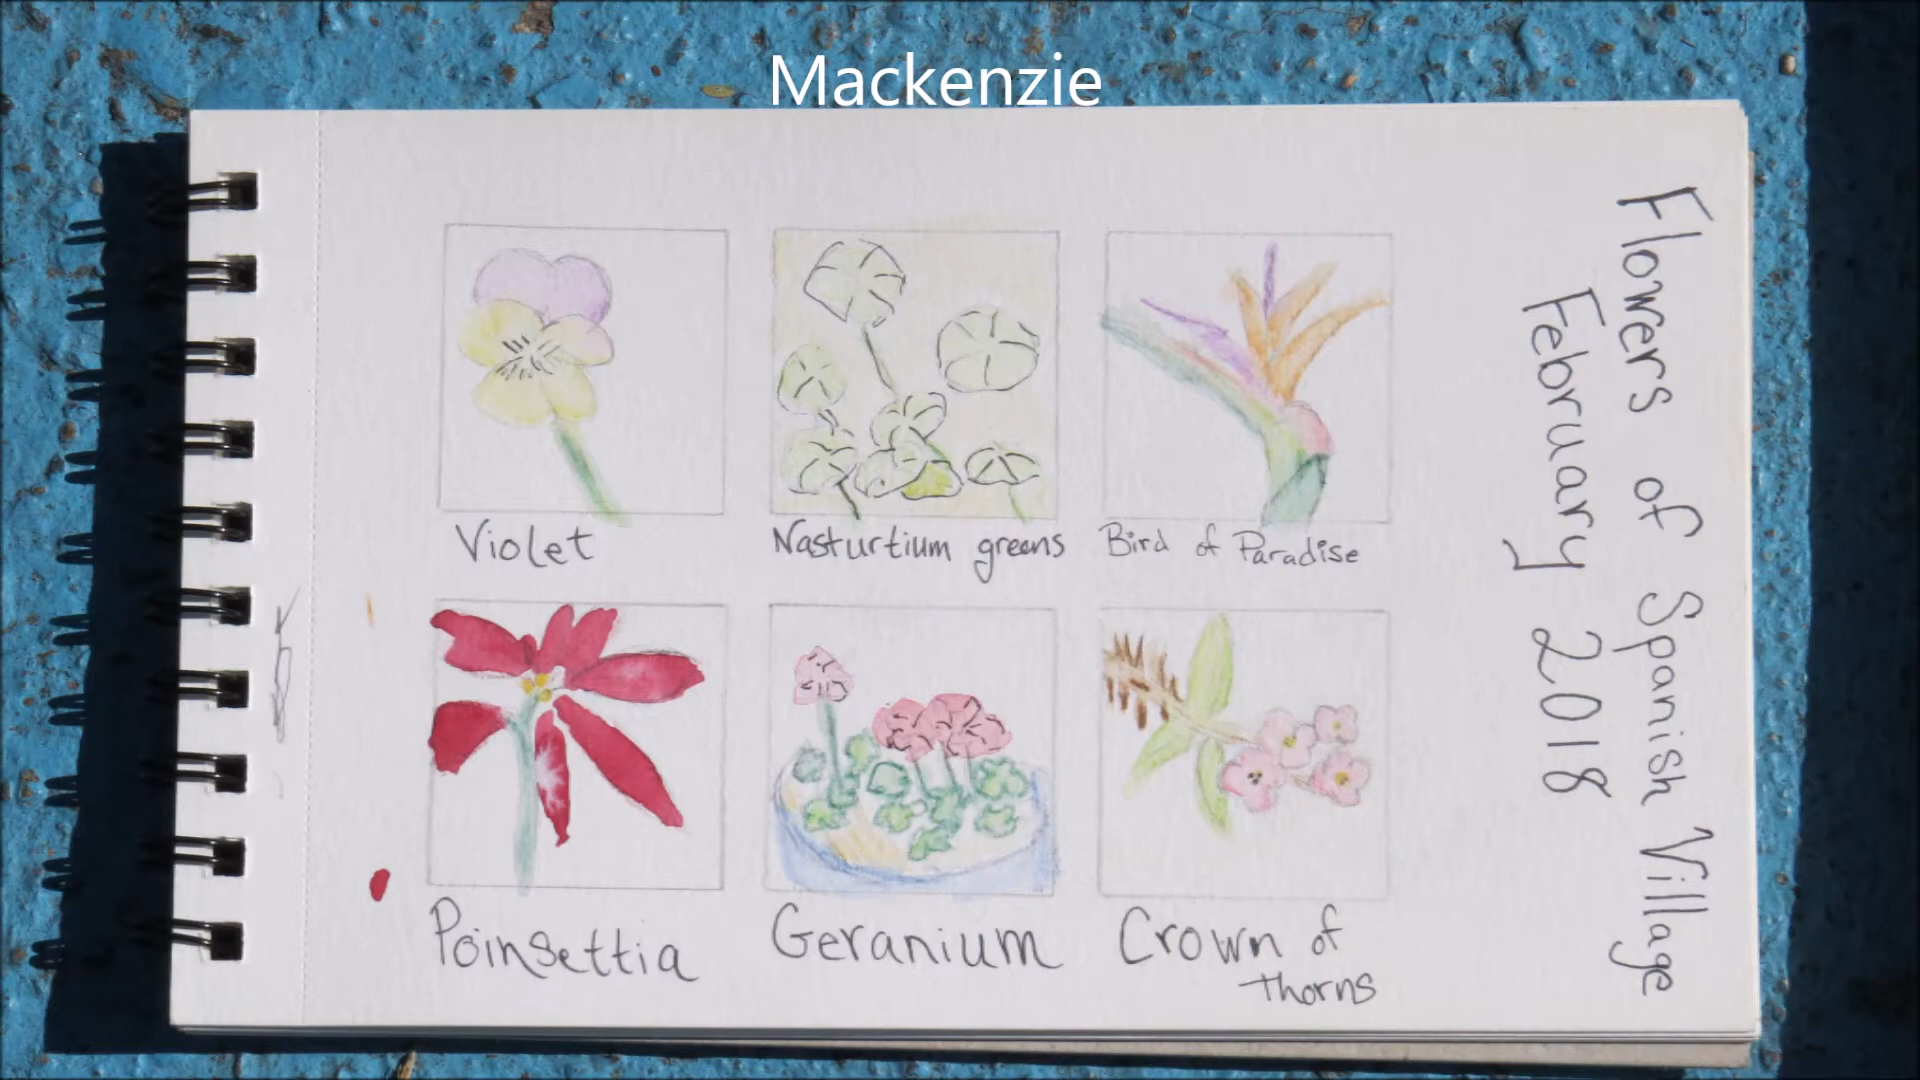 Mackenzie
Violet
Nasturtium greens
Bird of Paradise
Poinsettia
Geranium
Crown of
Thorns
Flowers of Spanish Village
February 2018